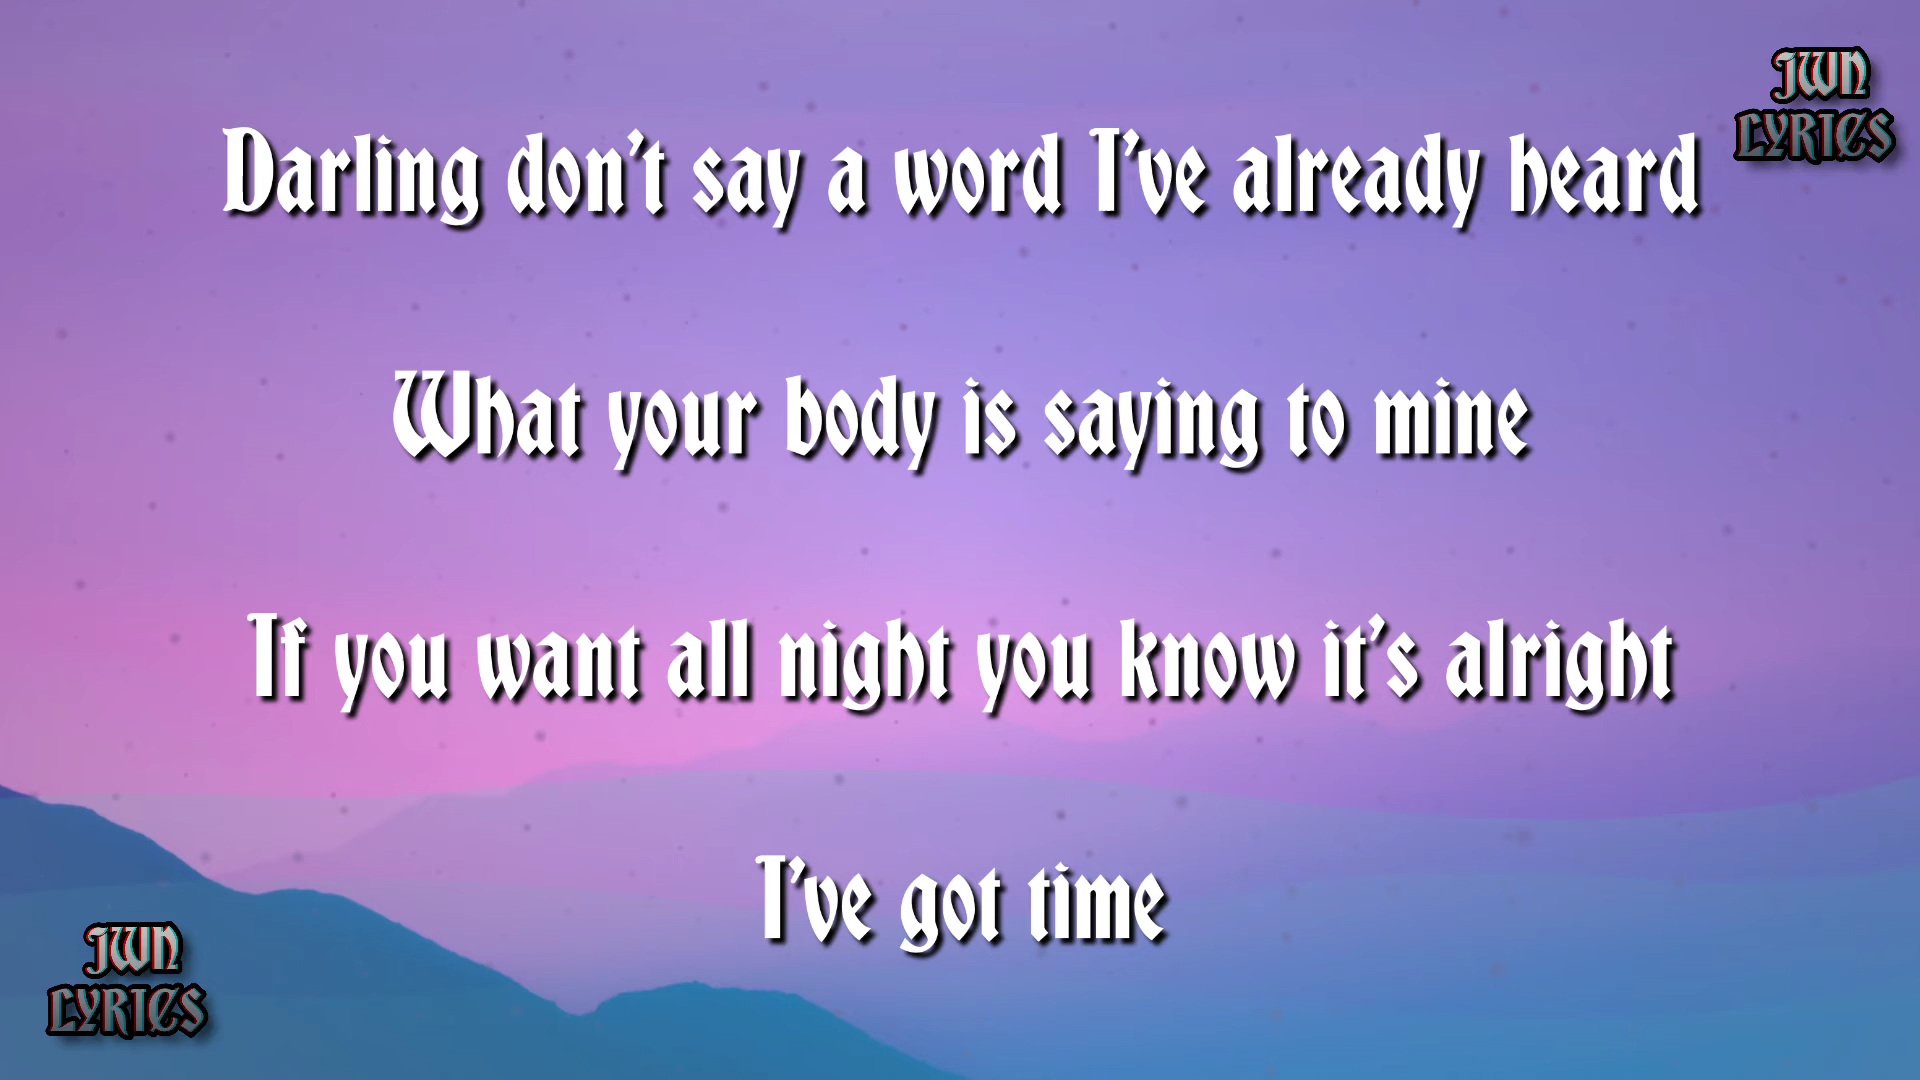 JWN
LYRICS
Darling don't say a word I've already heard
What your body is saying to mine
If you want all night you know it's alright
I've got time
JWN
LYRICS